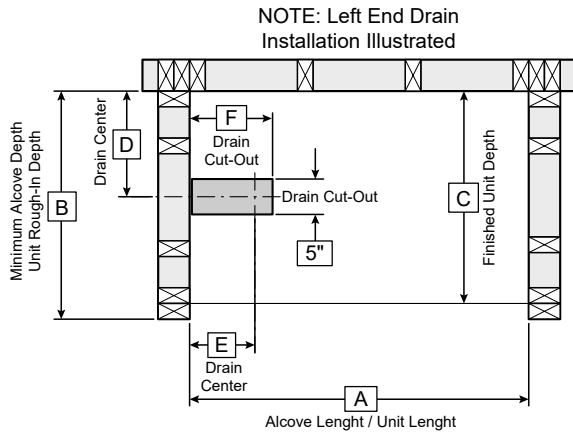 NOTE: Left End Drain
Installation Illustrated
F
Drain
Cut-Out
Drain Center
D
Minimum Alcove Depth
Unit Rough-In Depth
B
Drain Cut-Out
C
Finished Unit Depth
5"
E
Drain
Center
A
Alcove Lenght / Unit Lenght